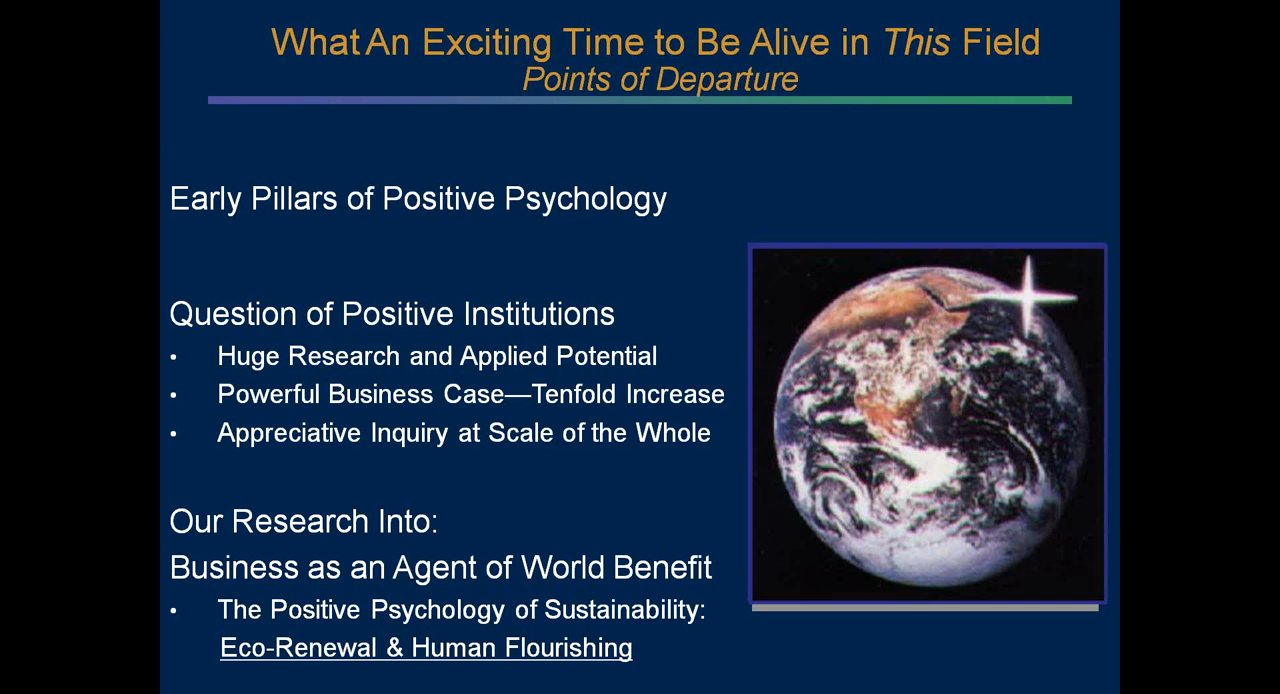 What An Exciting Time to Be Alive in This Field
Points of Departure
Early Pillars of Positive Psychology
Question of Positive Institutions
• Huge Research and Applied Potential
• Powerful Business Case—Tenfold Increase
• Appreciative Inquiry at Scale of the Whole
Our Research Into:
Business as an Agent of World Benefit
• The Positive Psychology of Sustainability:
Eco-Renewal & Human Flourishing